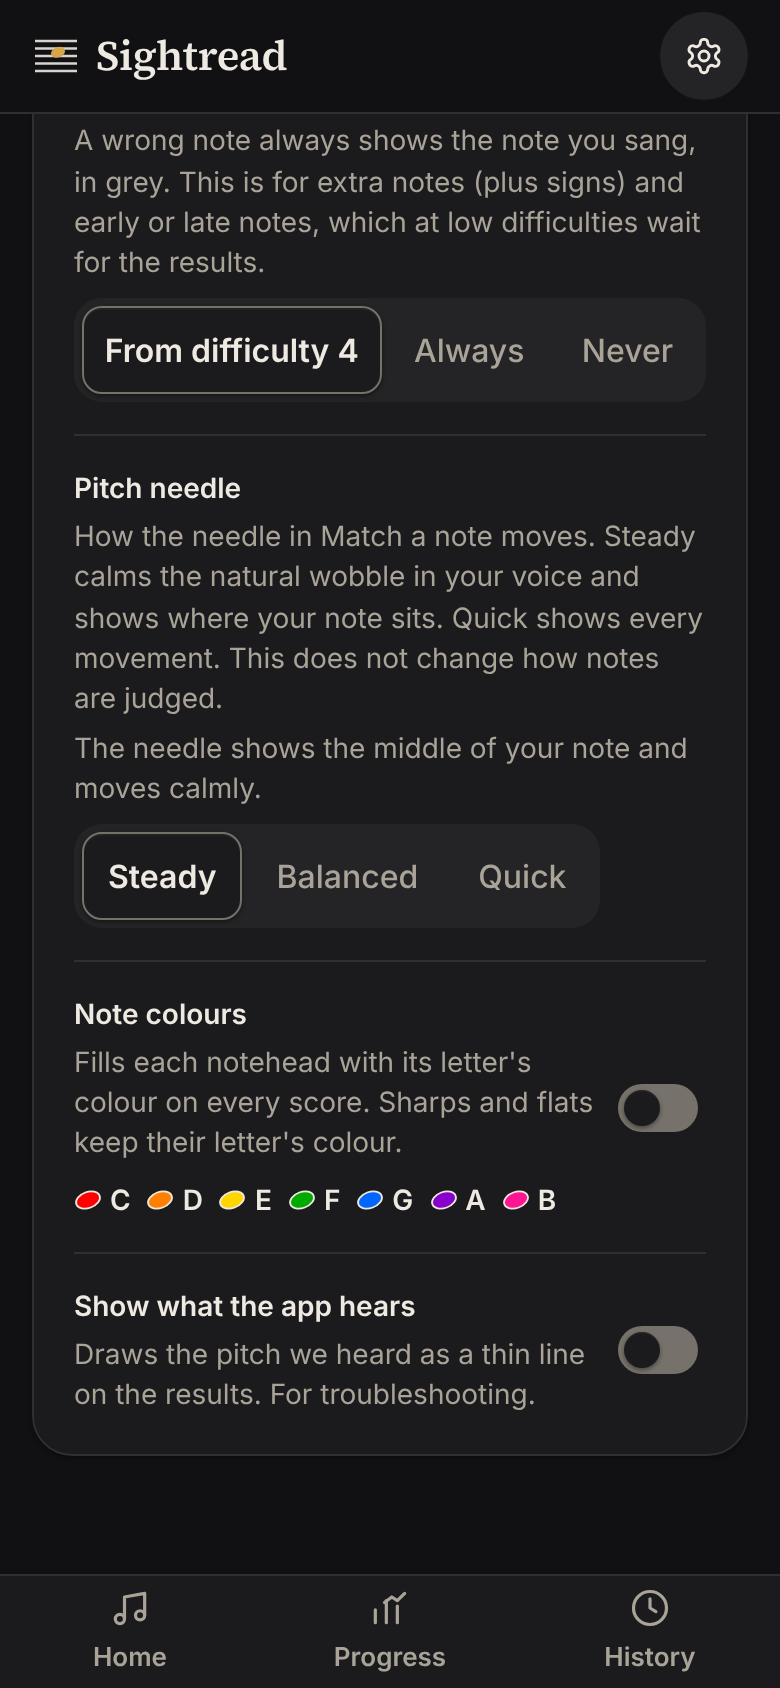 Sightread
A wrong note always shows the note you sang,
in grey. This is for extra notes (plus signs) and
early or late notes, which at low difficulties wait
for the results.
From difficulty 4 Always Never
Pitch needle
How the needle in Match a note moves. Steady
calms the natural wobble in your voice and
shows where your note sits. Quick shows every
movement. This does not change how notes
are judged.
The needle shows the middle of your note and
moves calmly.
Steady Balanced Quick
Note colours
Fills each notehead with its letter's
colour on every score. Sharps and flats
keep their letter's colour.
C D E F G A B
Show what the app hears
Draws the pitch we heard as a thin line
on the results. For troubleshooting.
Home Progress History